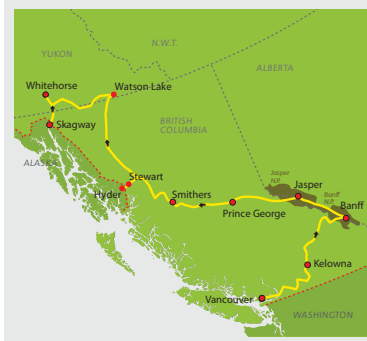 N.W.T.
YUKON
ALBERTA
Whitehorse
Watson Lake
BRITISH
COLUMBIA
Skagway
ALASKA
Stewart
Hyder
Smithers
Prince George
Jasper
N.P.
Jasper
Banff
N.P.
Banff
Kelowna
Vancouver
WASHINGTON